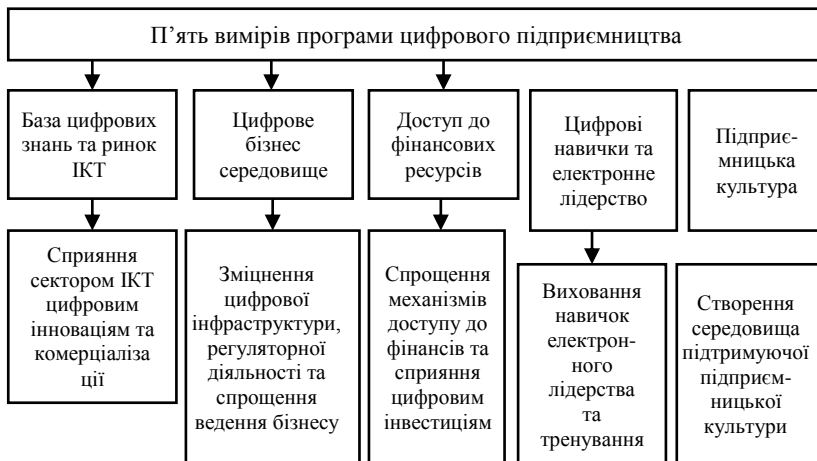 П’ять вимірів програми цифрового підприємництва
База цифрових
знань та ринок
ІКТ
Цифрове
бізнес
середовище
Доступ до
фінансових
ресурсів
Цифрові
навички та
електронне
лідерство
Підприє-
мницька
культура
Сприяння
сектором ІКТ
цифровим
інноваціям та
комерціаліза
ції
Зміцнення
цифрової
інфраструктури,
регуляторної
діяльності та
спрощення
ведення бізнесу
Спрощення
механізмів
доступу до
фінансів та
сприяння
цифровим
інвестиціям
Виховання
навичок
електрон-
ного
лідерства
та
тренування
Створення
середовища
підтримуючої
підприєм-
ницької
культури